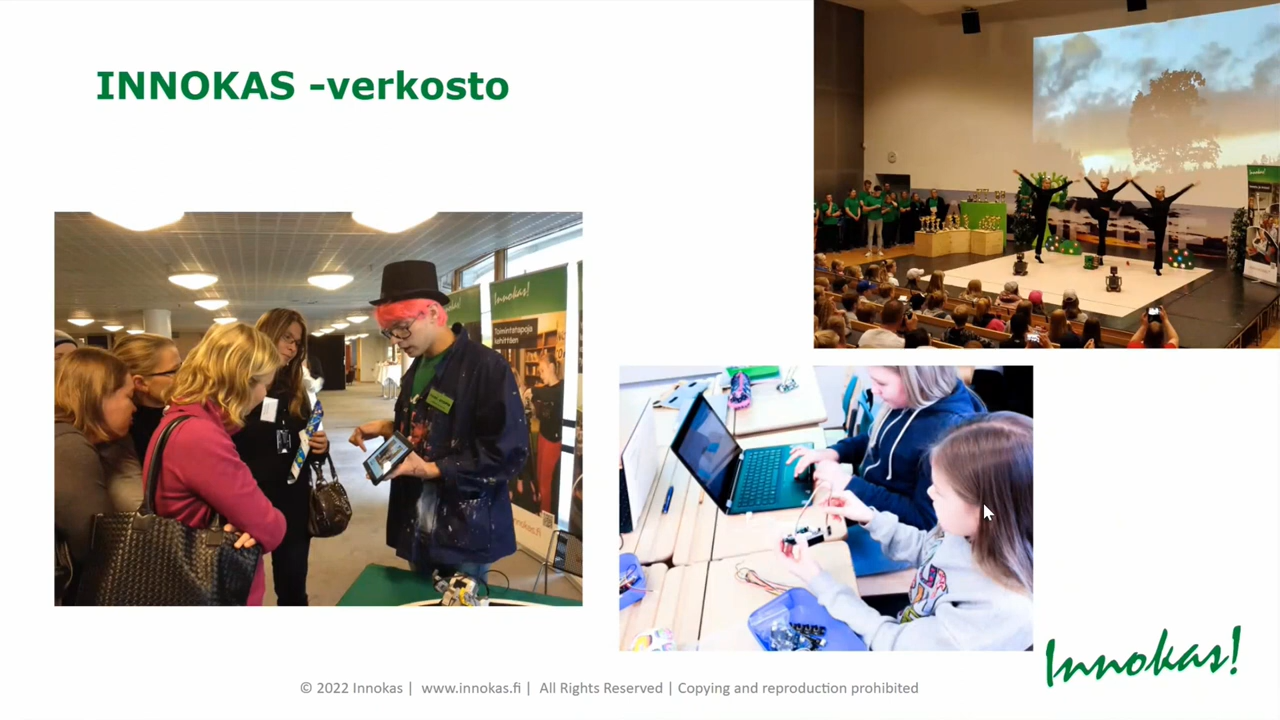 INNOKAS -verkosto
Innokas!
Toimintatapoja
kehittäen
innokas.fi
Innokas!
© 2022 Innokas | www.innokas.fi | All Rights Reserved | Copying and reproduction prohibited